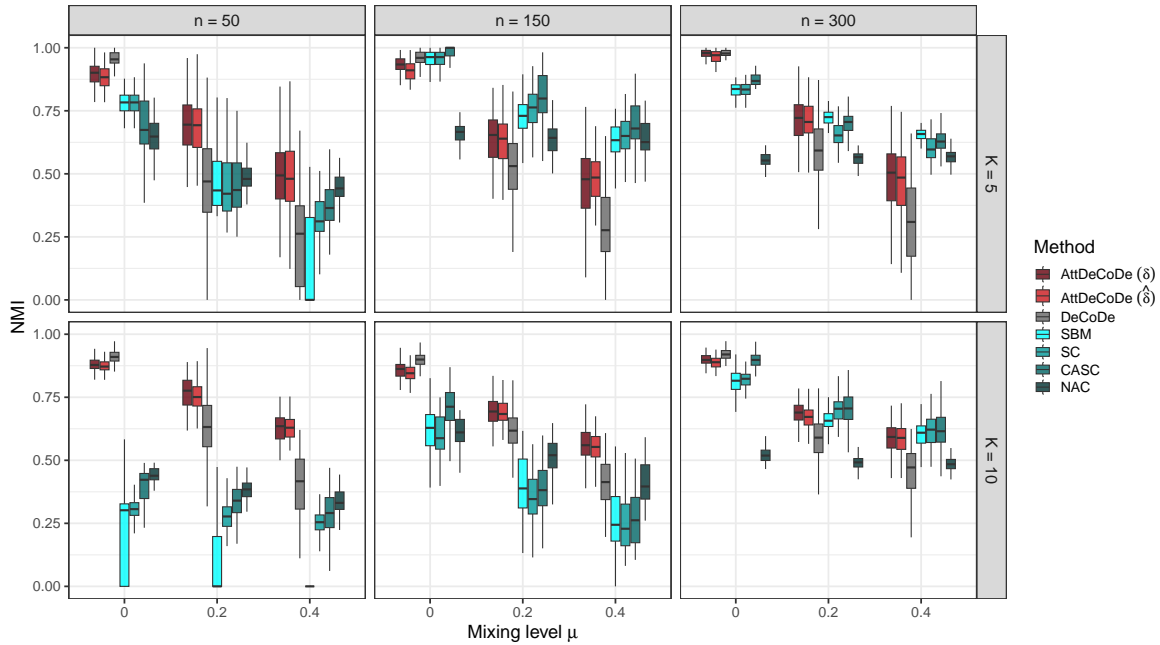 n = 50
n = 150
n = 300
1.00
0.75
0.50
0.25
0.00
K = 5
NMI
1.00
0.75
0.50
0.25
0.00
K = 10
0
0.2
0.4
0
0.2
0.4
0
0.2
0.4
Mixing level μ
Method
AttDeCoDe (δ)
AttDeCoDe (δ̂)
DeCoDe
SBM
SC
CASC
NAC